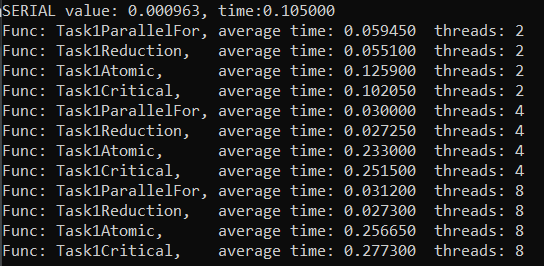 SERIAL value: 0.000963, time:0.105000
Func: Task1ParallelFor, average time: 0.059450  threads: 2
Func: Task1Reduction,   average time: 0.055100  threads: 2
Func: Task1Atomic,      average time: 0.125900  threads: 2
Func: Task1Critical,    average time: 0.102050  threads: 2
Func: Task1ParallelFor, average time: 0.030000  threads: 4
Func: Task1Reduction,   average time: 0.027250  threads: 4
Func: Task1Atomic,      average time: 0.233000  threads: 4
Func: Task1Critical,    average time: 0.251500  threads: 4
Func: Task1ParallelFor, average time: 0.031200  threads: 8
Func: Task1Reduction,   average time: 0.027300  threads: 8
Func: Task1Atomic,      average time: 0.256650  threads: 8
Func: Task1Critical,    average time: 0.277300  threads: 8